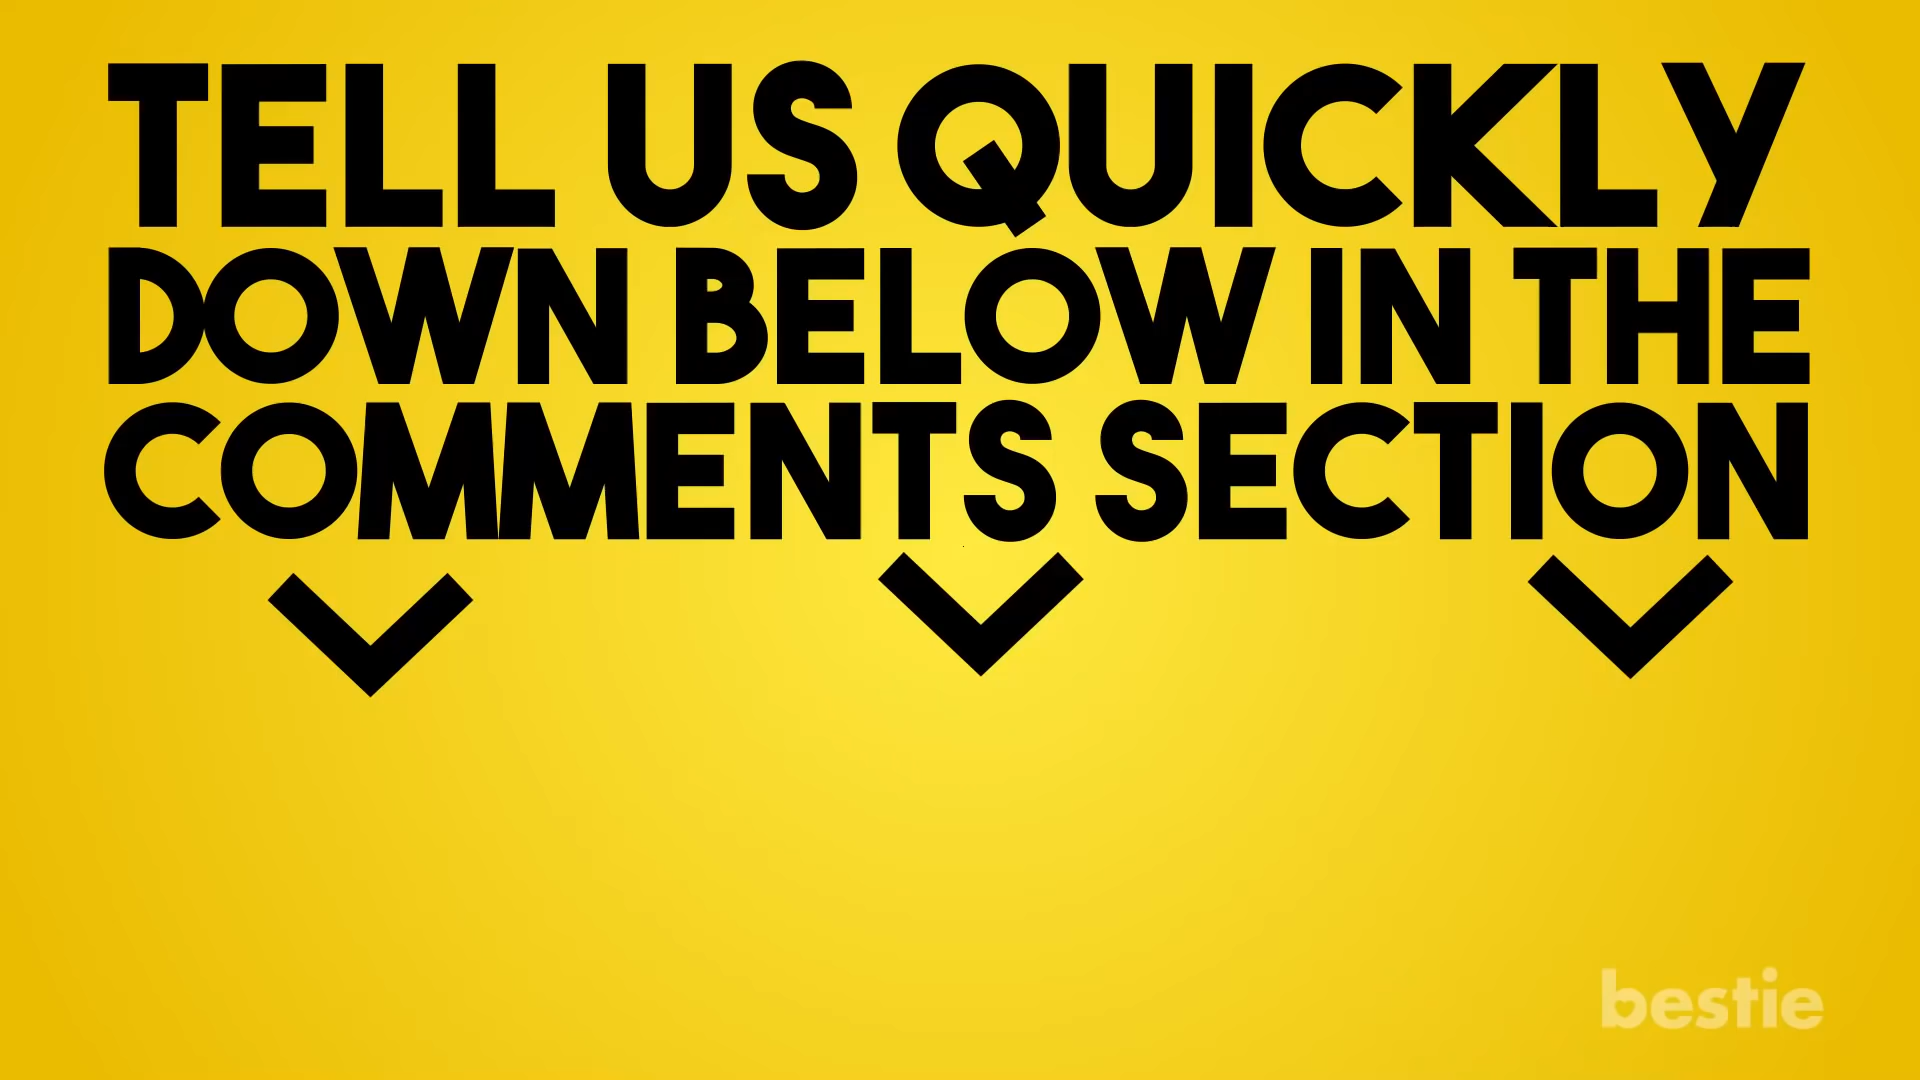 TELL US QUICKLY
DOWN BELOW IN THE
COMMENTS SECTION
bestie